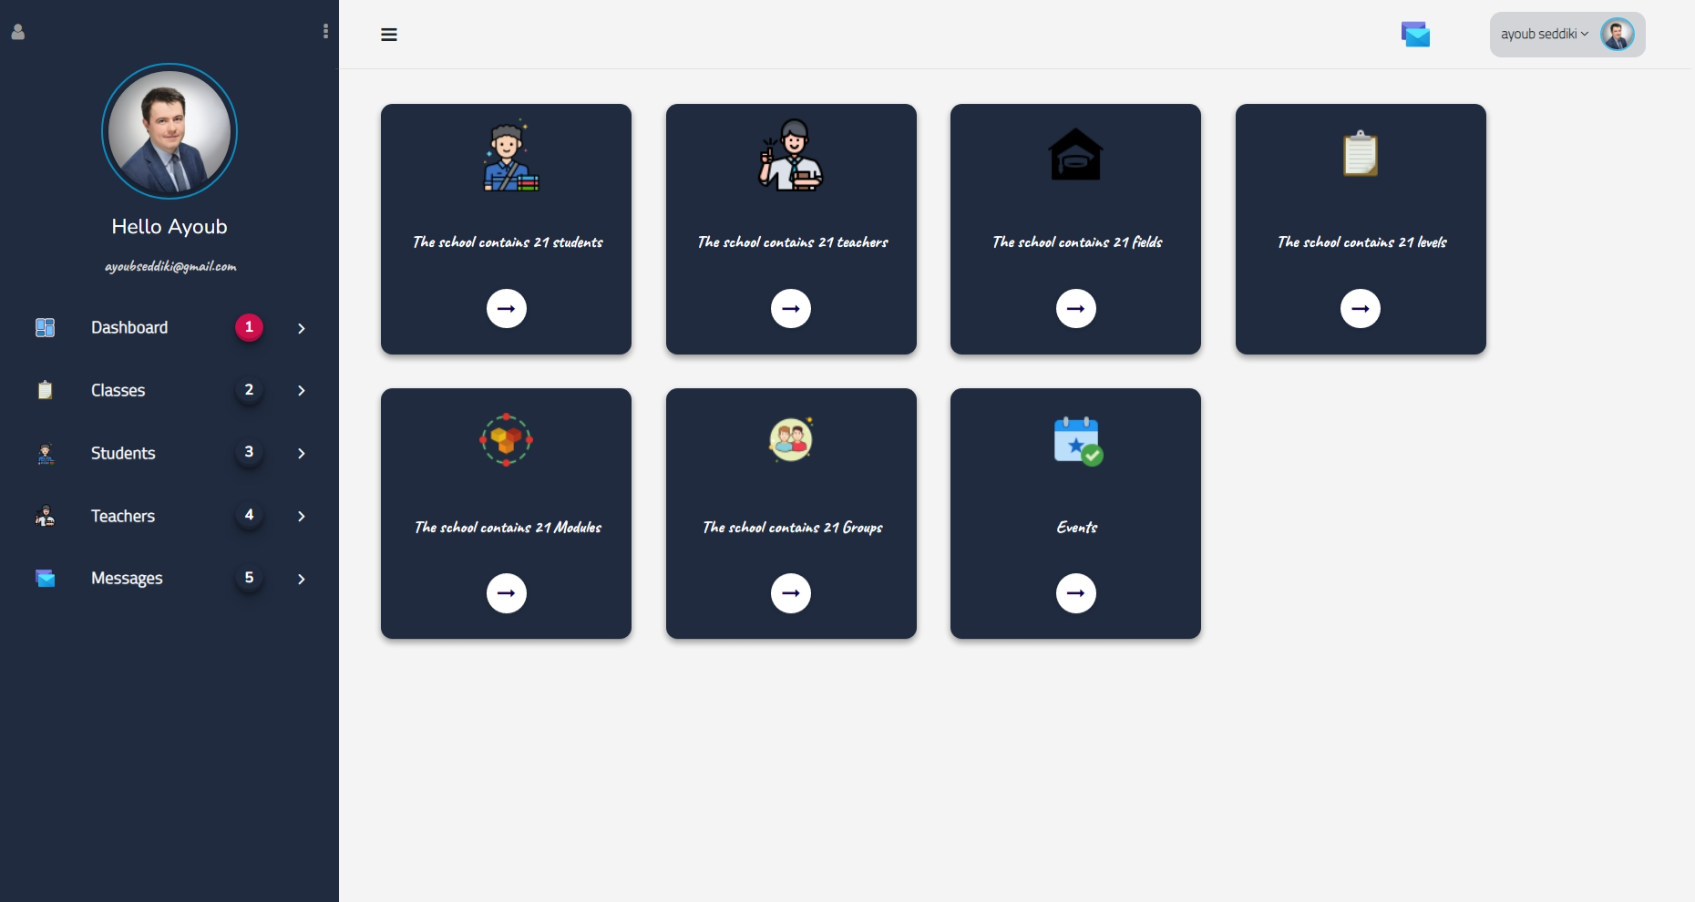 Hello Ayoub
ayoubseddiki@gmail.com
Dashboard 1
Classes 2
Students 3
Teachers 4
Messages 5
ayoub seddiki
The school contains 21 students
The school contains 21 teachers
The school contains 21 fields
The school contains 21 levels
The school contains 21 Modules
The school contains 21 Groups
Events